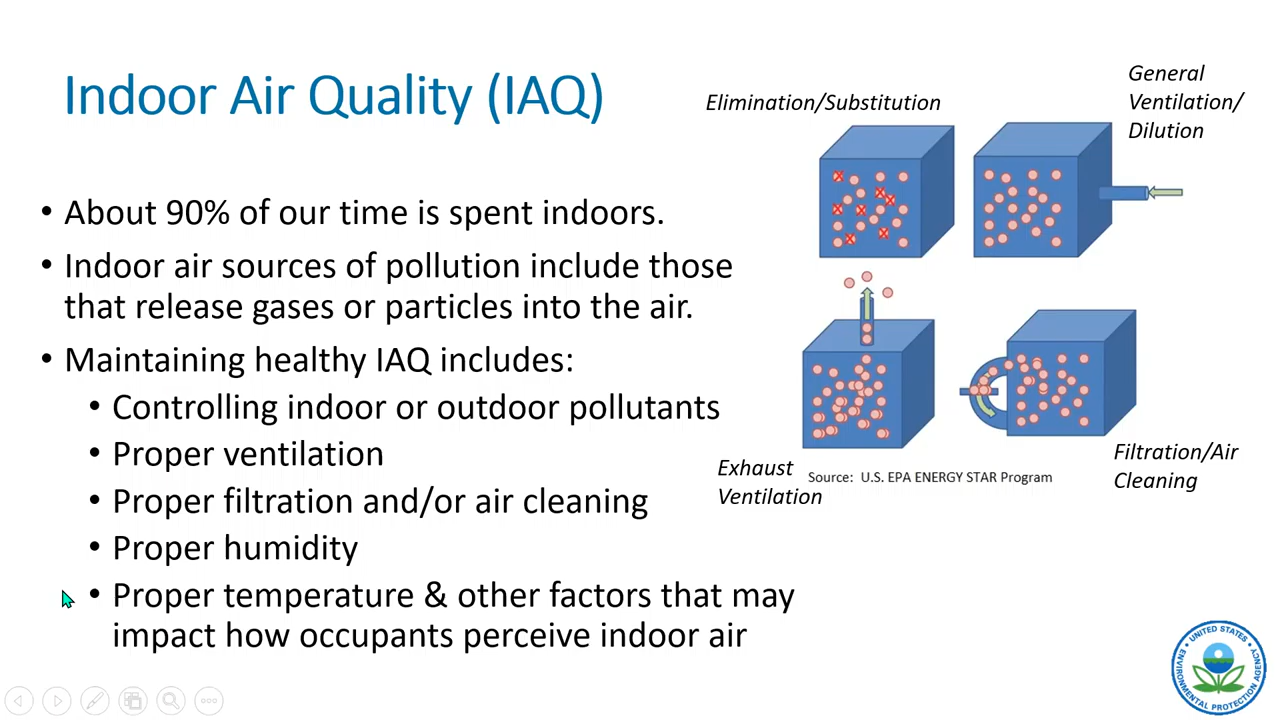 Indoor Air Quality (IAQ)
• About 90% of our time is spent indoors.
• Indoor air sources of pollution include those
that release gases or particles into the air.
• Maintaining healthy IAQ includes:
• Controlling indoor or outdoor pollutants
• Proper ventilation
• Proper filtration and/or air cleaning
• Proper humidity
• Proper temperature & other factors that may
impact how occupants perceive indoor air
Elimination/Substitution
General
Ventilation/
Dilution
Exhaust
Ventilation
Filtration/Air
Cleaning
Source: U.S. EPA ENERGY STAR Program
UNITED STATES
ENVIRONMENTAL PROTECTION AGENCY